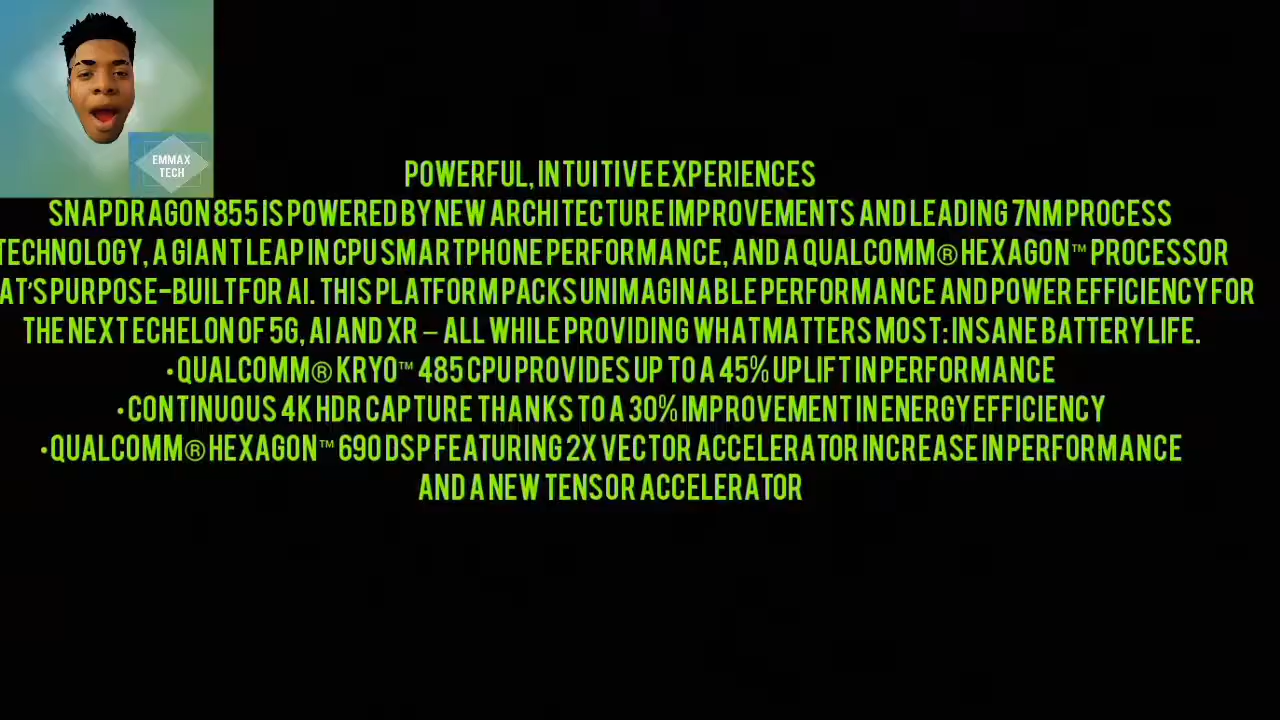 EMMAX
TECH
POWERFUL, INTUITIVE EXPERIENCES
SNAPDRAGON 855 IS POWERED BY NEW ARCHITECTURE IMPROVEMENTS AND LEADING 7NM PROCESS
TECHNOLOGY, A GIANT LEAP IN CPU SMARTPHONE PERFORMANCE, AND A QUALCOMM® HEXAGON™ PROCESSOR
AT'S PURPOSE-BUILT FOR AI. THIS PLATFORM PACKS UNIMAGINABLE PERFORMANCE AND POWER EFFICIENCY FOR
THE NEXT ECHELON OF 5G, AI AND XR – ALL WHILE PROVIDING WHAT MATTERS MOST: INSANE BATTERY LIFE.
• QUALCOMM® KRYO™ 485 CPU PROVIDES UP TO A 45% UPLIFT IN PERFORMANCE
• CONTINUOUS 4K HDR CAPTURE THANKS TO A 30% IMPROVEMENT IN ENERGY EFFICIENCY
• QUALCOMM® HEXAGON™ 690 DSP FEATURING 2X VECTOR ACCELERATOR INCREASE IN PERFORMANCE
AND A NEW TENSOR ACCELERATOR